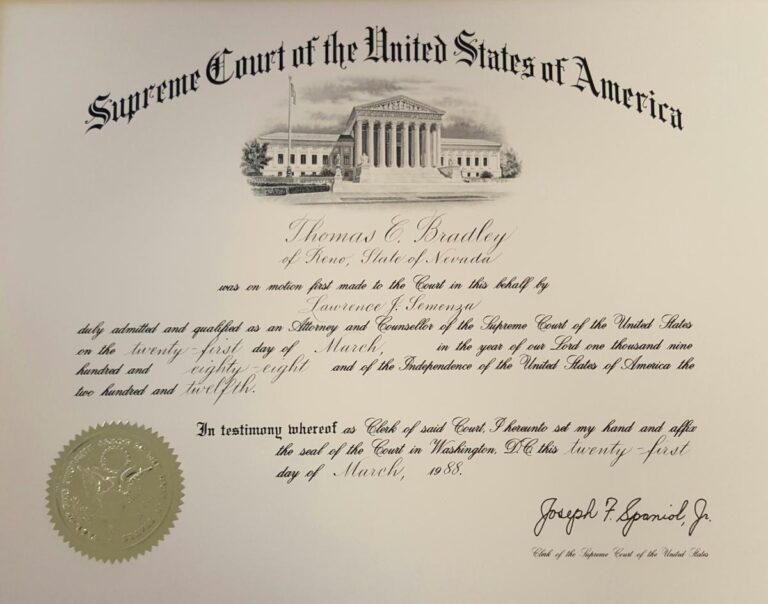 Supreme Court of the United States of America
Thomas C. Bradley
of Reno, State of Nevada
was on motion first made to the Court in this behalf by
Lawrence J. Semenza
duly admitted and qualified as an Attorney and Counsellor of the Supreme Court of the United States
on the twenty-first day of March, in the year of our Lord one thousand nine
hundred and eighty-eight and of the Independence of the United States of America the
two hundred and twelfth.
In testimony whereof as Clerk of said Court, I hereunto set my hand and affix
the seal of the Court in Washington, D.C. this twenty-first
day of March, 1988.
Joseph F. Spaniol, Jr.
Clerk of the Supreme Court of the United States